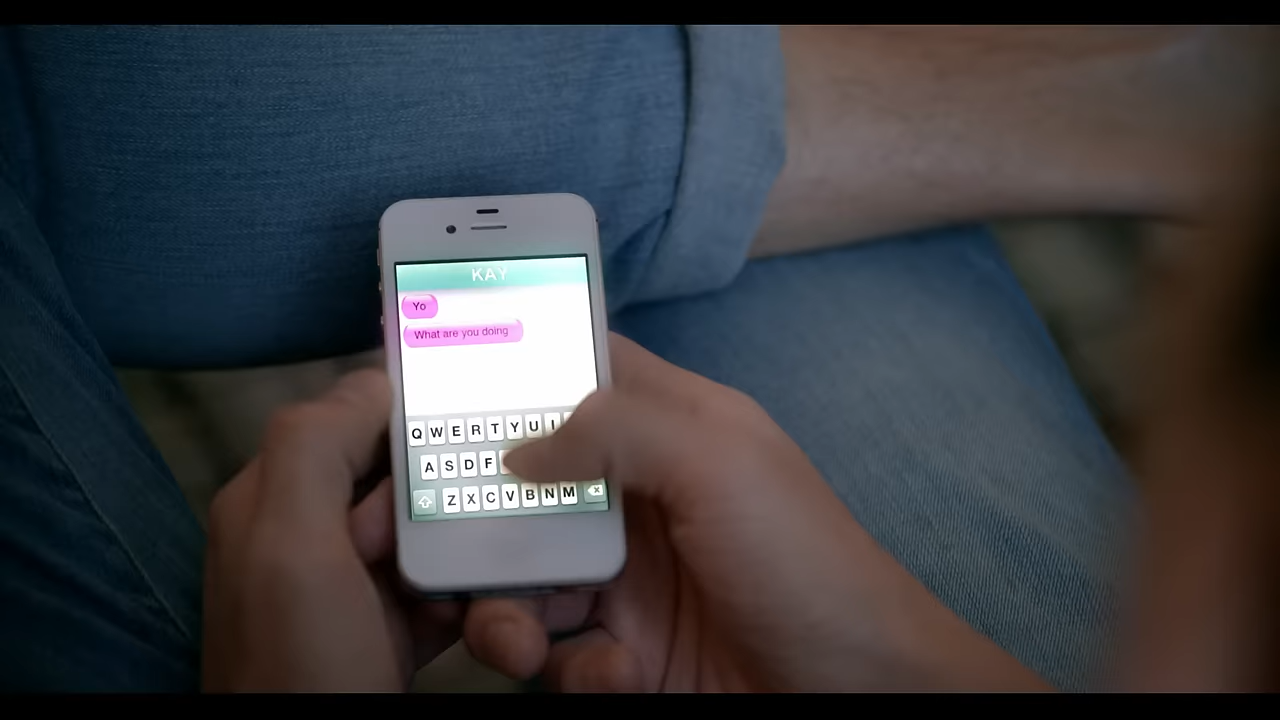 KAY
Yo
What are you doing
Q W E R T Y U I
A S D F
Z X C V B N M